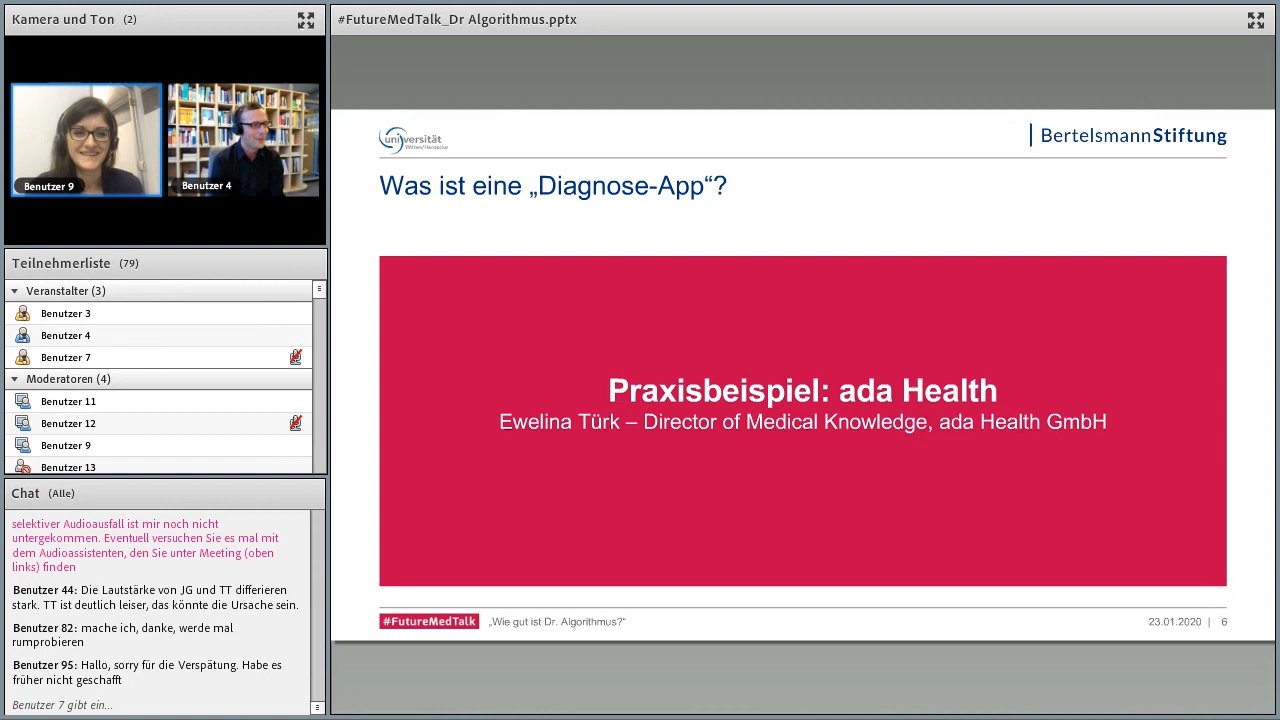 Kamera und Ton (2)
Benutzer 9
Benutzer 4
Teilnehmerliste (79)
Veranstalter (3)
Benutzer 3
Benutzer 4
Benutzer 7
Moderatoren (4)
Benutzer 11
Benutzer 12
Benutzer 9
Benutzer 13
Chat (Alle)
selektiver Audioausfall ist mir noch nicht
untergekommen. Eventuell versuchen Sie es mal mit
dem Audioassistenten, den Sie unter Meeting (oben
links) finden
Benutzer 44: Die Lautstärke von JG und TT differieren
stark. TT ist deutlich leiser, das könnte die Ursache sein.
Benutzer 82: mache ich, danke, werde mal
rumprobieren
Benutzer 95: Hallo, sorry für die Verspätung. Habe es
früher nicht geschafft
Benutzer 7 gibt ein...
#FutureMedTalk_Dr Algorithmus.pptx
uni/versität
Witten/Herdecke
BertelsmannStiftung
Was ist eine „Diagnose-App“?
Praxisbeispiel: ada Health
Ewelina Türk – Director of Medical Knowledge, ada Health GmbH
#FutureMedTalk „Wie gut ist Dr. Algorithmus?“ 23.01.2020 | 6